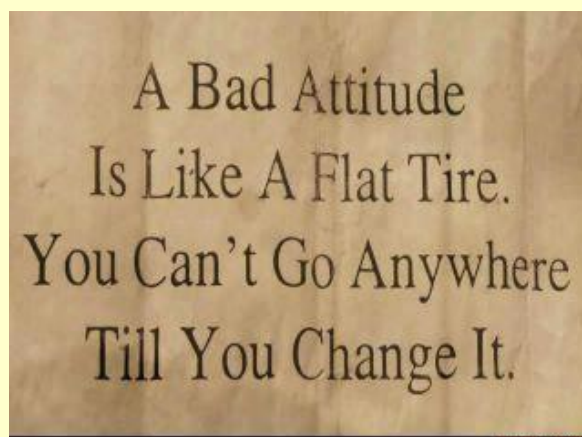 A Bad Attitude
Is Like A Flat Tire.
You Can't Go Anywhere
Till You Change It.